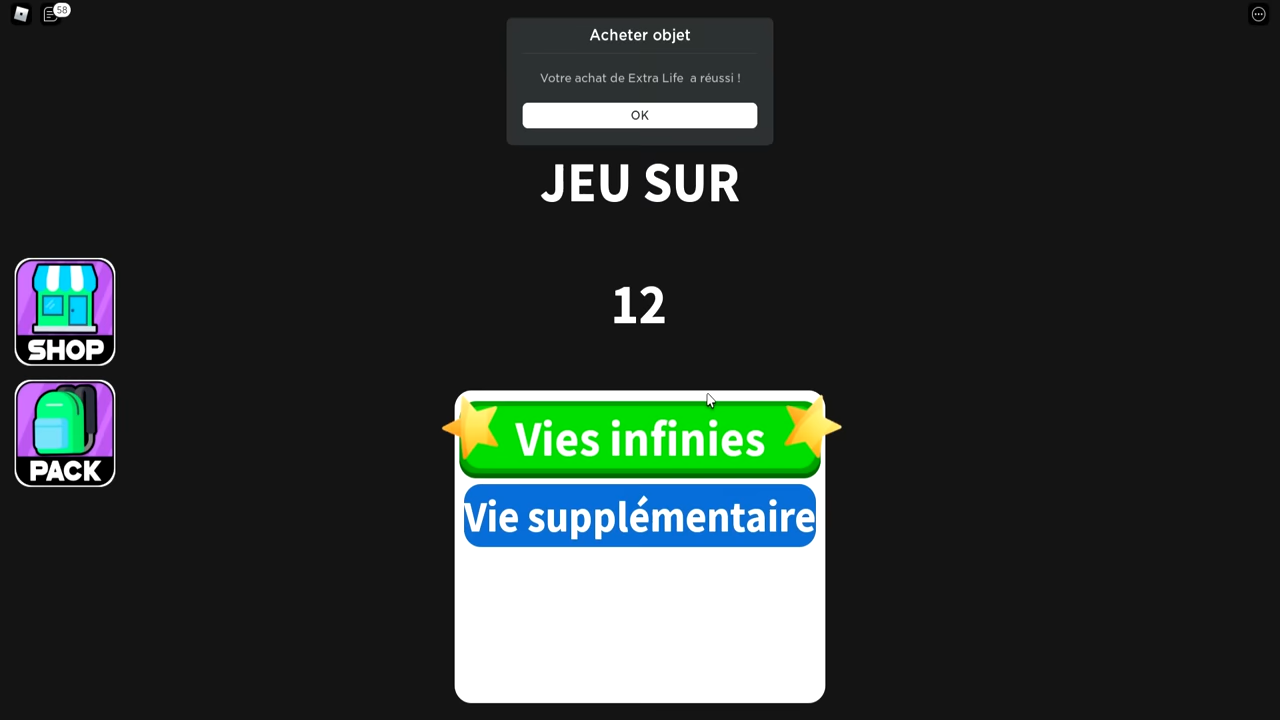 58
Acheter objet
Votre achat de Extra Life  a réussi !
OK
JEU SUR
12
SHOP
PACK
Vies infinies
Vie supplémentaire